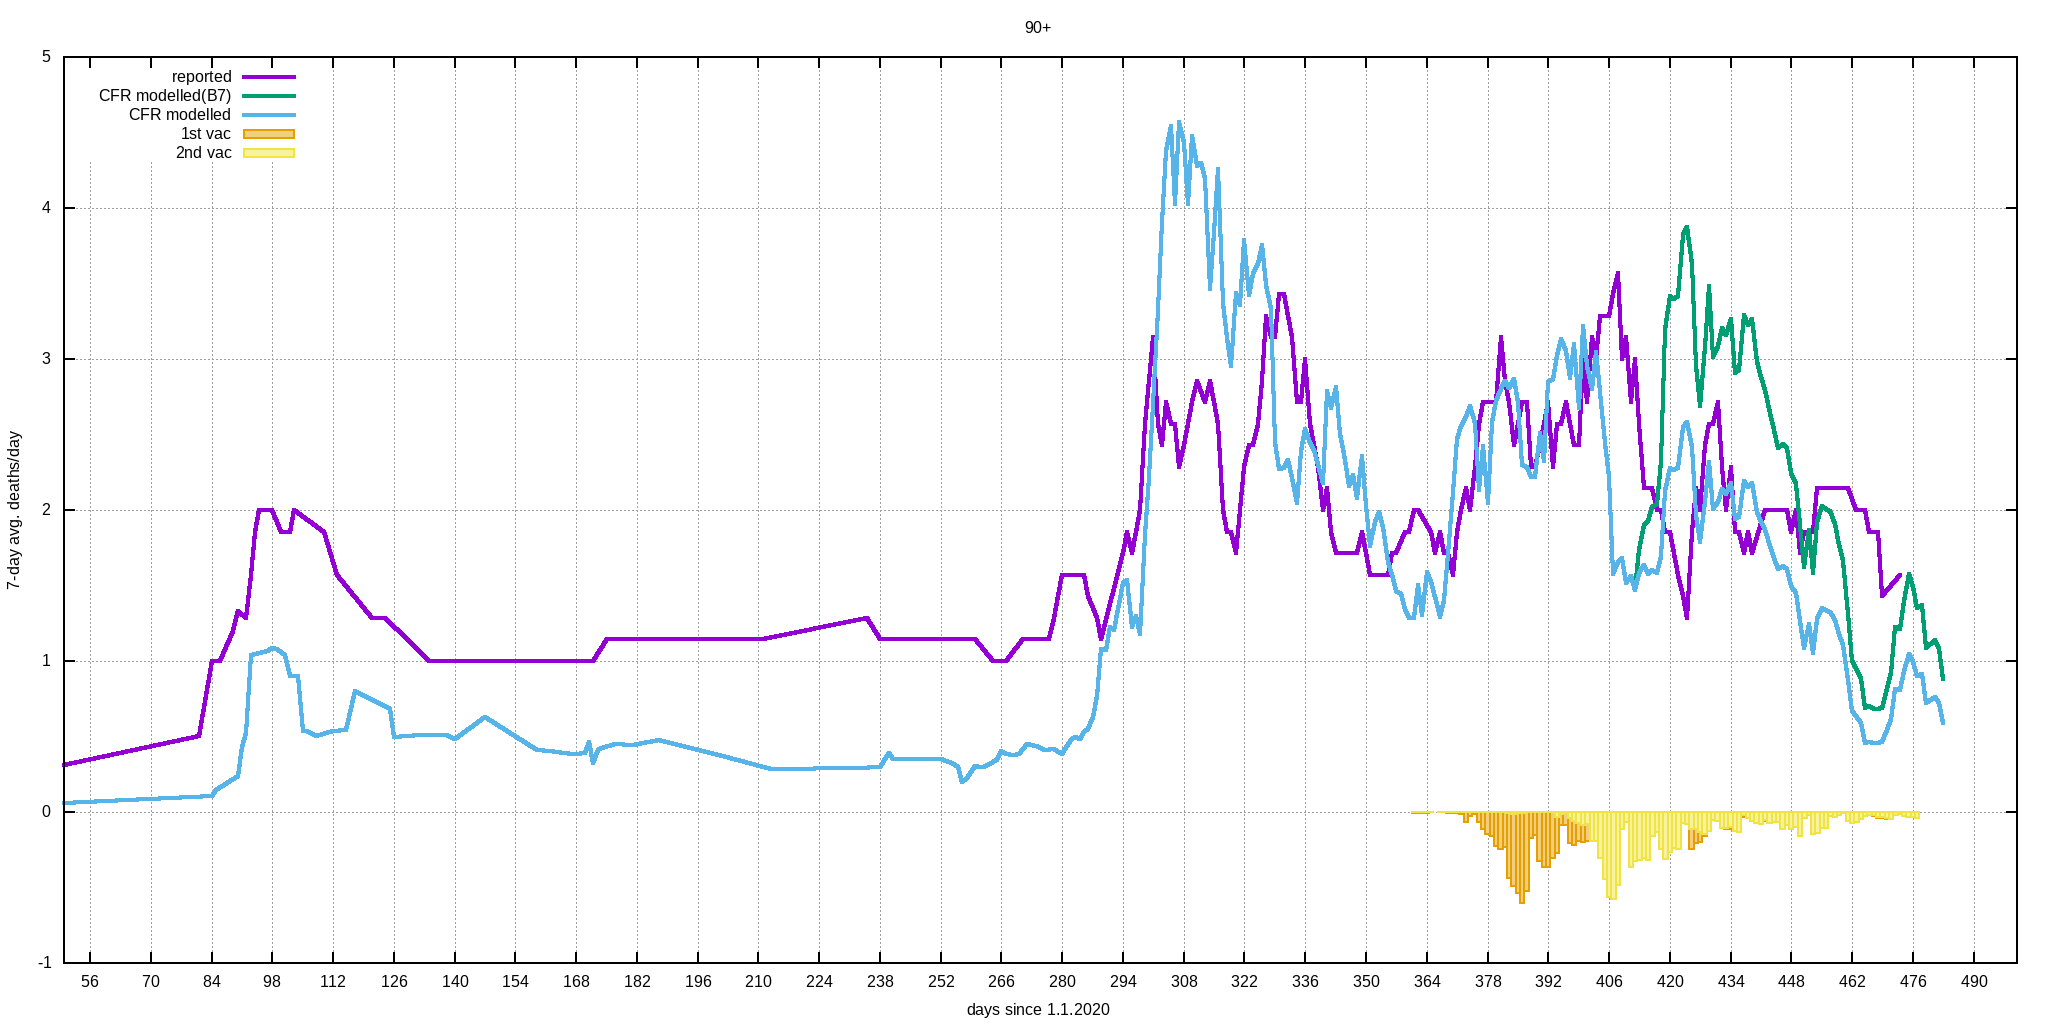 90+
reported
CFR modelled(B7)
CFR modelled
1st vac
2nd vac
7-day avg. deaths/day
5
4
3
2
1
0
-1
56 70 84 98 112 126 140 154 168 182 196 210 224 238 252 266 280 294 308 322 336 350 364 378 392 406 420 434 448 462 476 490
days since 1.1.2020